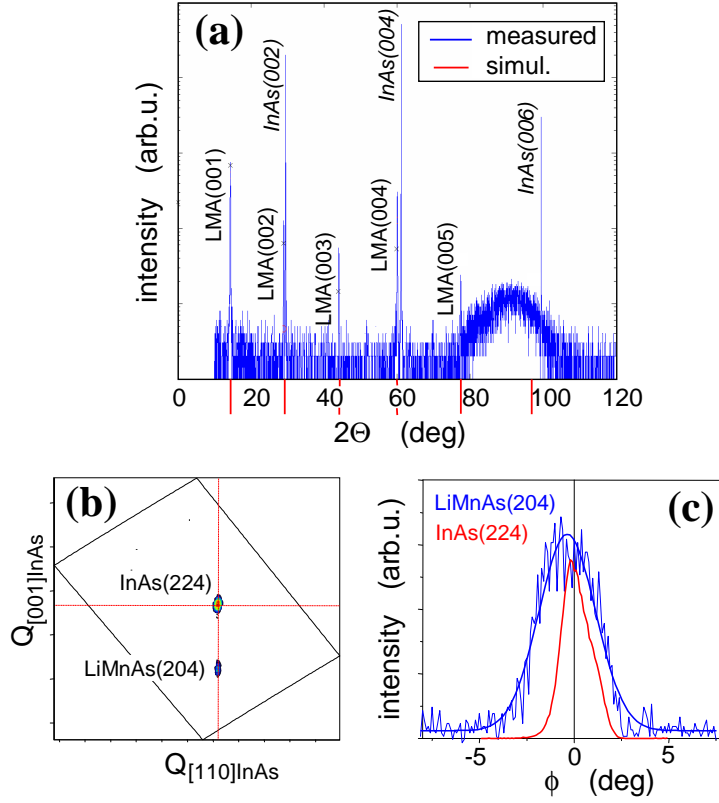 (a)
measured
simul.
InAs(002)
InAs(004)
InAs(006)
LMA(001)
LMA(002)
LMA(003)
LMA(004)
LMA(005)
intensity (arb.u.)
0 20 40 60 80 100 120
2Θ (deg)
(b)
InAs(224)
LiMnAs(204)
Q[001]InAs
Q[110]InAs
(c)
LiMnAs(204)
InAs(224)
intensity (arb.u.)
-5 0 5
ϕ (deg)